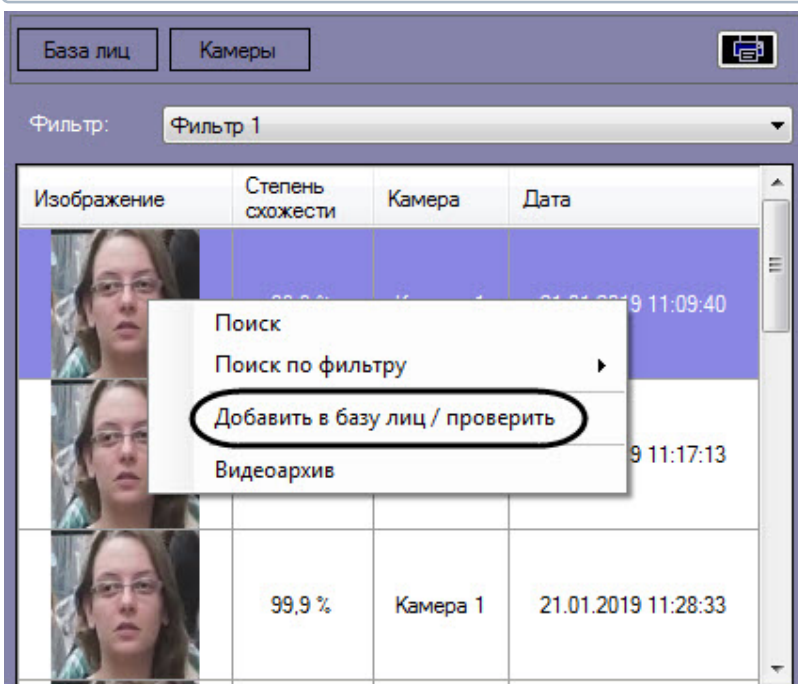 База лиц Камеры
Фильтр: Фильтр 1
Изображение Степень схожести Камера Дата
9 11:09:40
Поиск
Поиск по фильтру
Добавить в базу лиц / проверить
9 11:17:13
Видеоархив
99,9 % Камера 1 21.01.2019 11:28:33